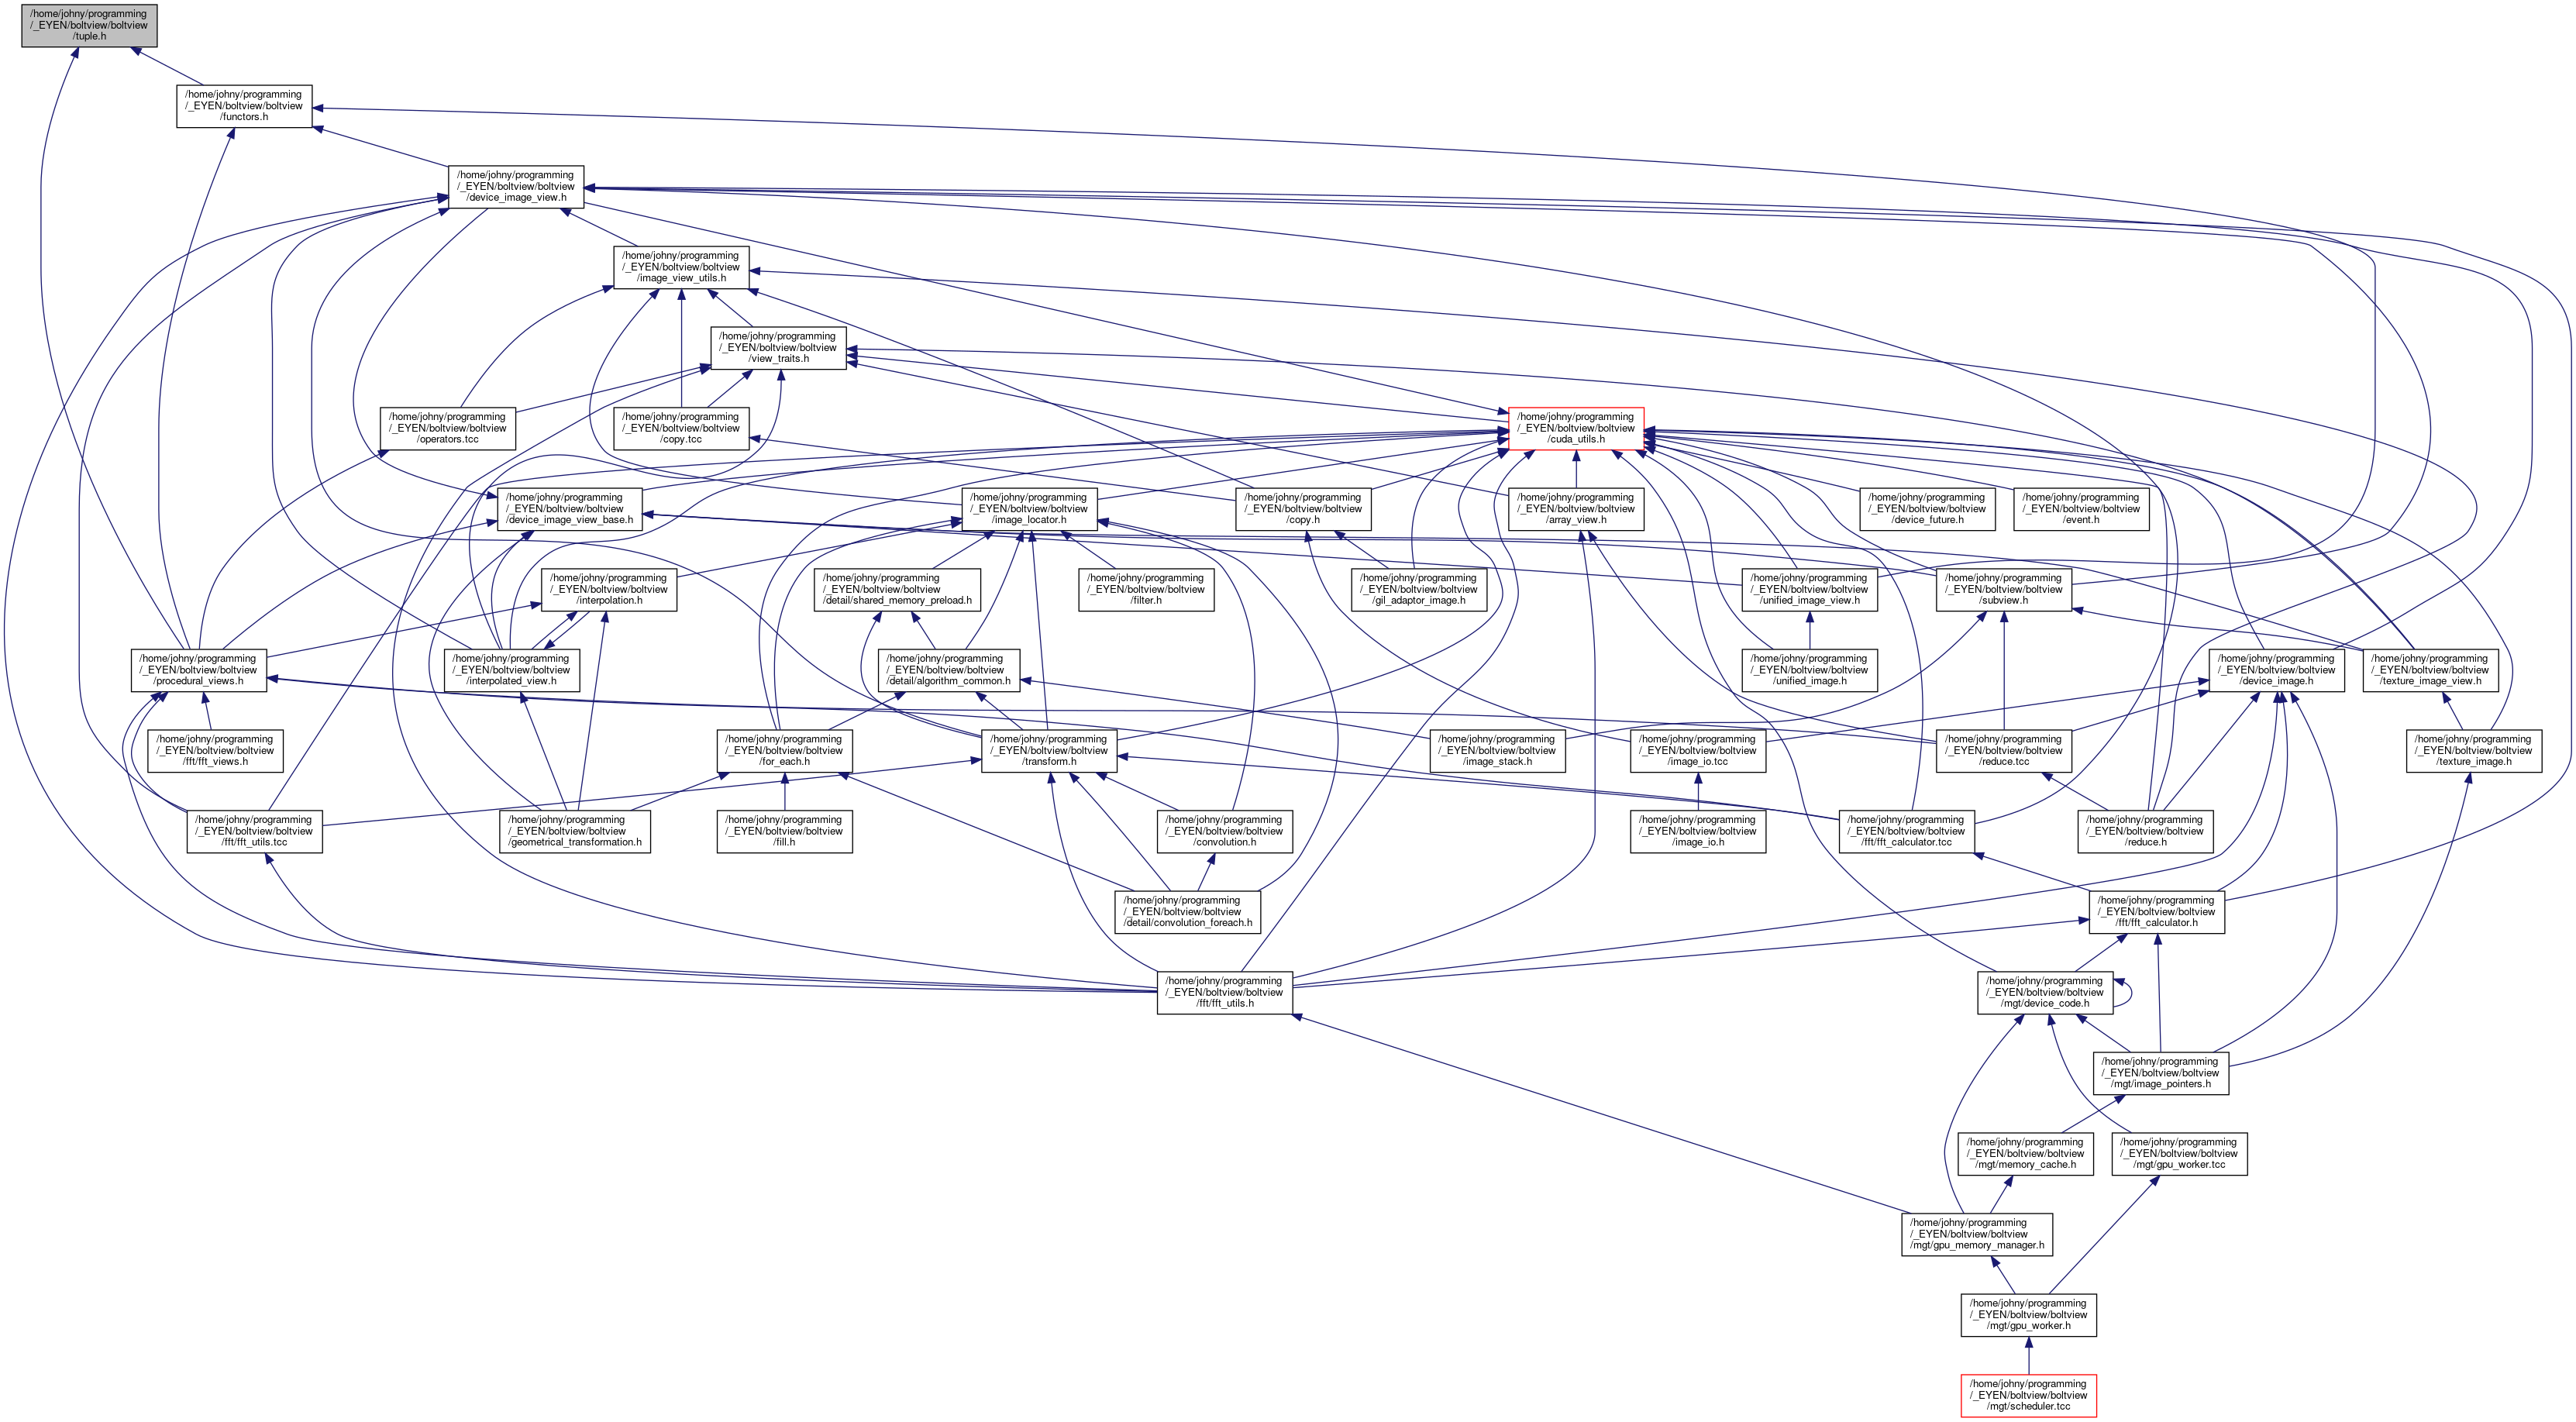 /home/johny/programming
/_EYEN/boltview/boltview
/tuple.h
/home/johny/programming
/_EYEN/boltview/boltview
/functors.h
/home/johny/programming
/_EYEN/boltview/boltview
/device_image_view.h
/home/johny/programming
/_EYEN/boltview/boltview
/image_view_utils.h
/home/johny/programming
/_EYEN/boltview/boltview
/view_traits.h
/home/johny/programming
/_EYEN/boltview/boltview
/operators.tcc
/home/johny/programming
/_EYEN/boltview/boltview
/copy.tcc
/home/johny/programming
/_EYEN/boltview/boltview
/cuda_utils.h
/home/johny/programming
/_EYEN/boltview/boltview
/device_image_view_base.h
/home/johny/programming
/_EYEN/boltview/boltview
/image_locator.h
/home/johny/programming
/_EYEN/boltview/boltview
/copy.h
/home/johny/programming
/_EYEN/boltview/boltview
/array_view.h
/home/johny/programming
/_EYEN/boltview/boltview
/device_future.h
/home/johny/programming
/_EYEN/boltview/boltview
/event.h
/home/johny/programming
/_EYEN/boltview/boltview
/interpolation.h
/home/johny/programming
/_EYEN/boltview/boltview
/detail/shared_memory_preload.h
/home/johny/programming
/_EYEN/boltview/boltview
/filter.h
/home/johny/programming
/_EYEN/boltview/boltview
/gil_adaptor_image.h
/home/johny/programming
/_EYEN/boltview/boltview
/unified_image_view.h
/home/johny/programming
/_EYEN/boltview/boltview
/subview.h
/home/johny/programming
/_EYEN/boltview/boltview
/procedural_views.h
/home/johny/programming
/_EYEN/boltview/boltview
/interpolated_view.h
/home/johny/programming
/_EYEN/boltview/boltview
/detail/algorithm_common.h
/home/johny/programming
/_EYEN/boltview/boltview
/unified_image.h
/home/johny/programming
/_EYEN/boltview/boltview
/device_image.h
/home/johny/programming
/_EYEN/boltview/boltview
/texture_image_view.h
/home/johny/programming
/_EYEN/boltview/boltview
/fft/fft_views.h
/home/johny/programming
/_EYEN/boltview/boltview
/for_each.h
/home/johny/programming
/_EYEN/boltview/boltview
/transform.h
/home/johny/programming
/_EYEN/boltview/boltview
/image_stack.h
/home/johny/programming
/_EYEN/boltview/boltview
/image_io.tcc
/home/johny/programming
/_EYEN/boltview/boltview
/reduce.tcc
/home/johny/programming
/_EYEN/boltview/boltview
/texture_image.h
/home/johny/programming
/_EYEN/boltview/boltview
/fft/fft_utils.tcc
/home/johny/programming
/_EYEN/boltview/boltview
/geometrical_transformation.h
/home/johny/programming
/_EYEN/boltview/boltview
/fill.h
/home/johny/programming
/_EYEN/boltview/boltview
/convolution.h
/home/johny/programming
/_EYEN/boltview/boltview
/image_io.h
/home/johny/programming
/_EYEN/boltview/boltview
/fft/fft_calculator.tcc
/home/johny/programming
/_EYEN/boltview/boltview
/reduce.h
/home/johny/programming
/_EYEN/boltview/boltview
/detail/convolution_foreach.h
/home/johny/programming
/_EYEN/boltview/boltview
/fft/fft_calculator.h
/home/johny/programming
/_EYEN/boltview/boltview
/fft/fft_utils.h
/home/johny/programming
/_EYEN/boltview/boltview
/mgt/device_code.h
/home/johny/programming
/_EYEN/boltview/boltview
/mgt/image_pointers.h
/home/johny/programming
/_EYEN/boltview/boltview
/mgt/memory_cache.h
/home/johny/programming
/_EYEN/boltview/boltview
/mgt/gpu_worker.tcc
/home/johny/programming
/_EYEN/boltview/boltview
/mgt/gpu_memory_manager.h
/home/johny/programming
/_EYEN/boltview/boltview
/mgt/gpu_worker.h
/home/johny/programming
/_EYEN/boltview/boltview
/mgt/scheduler.tcc